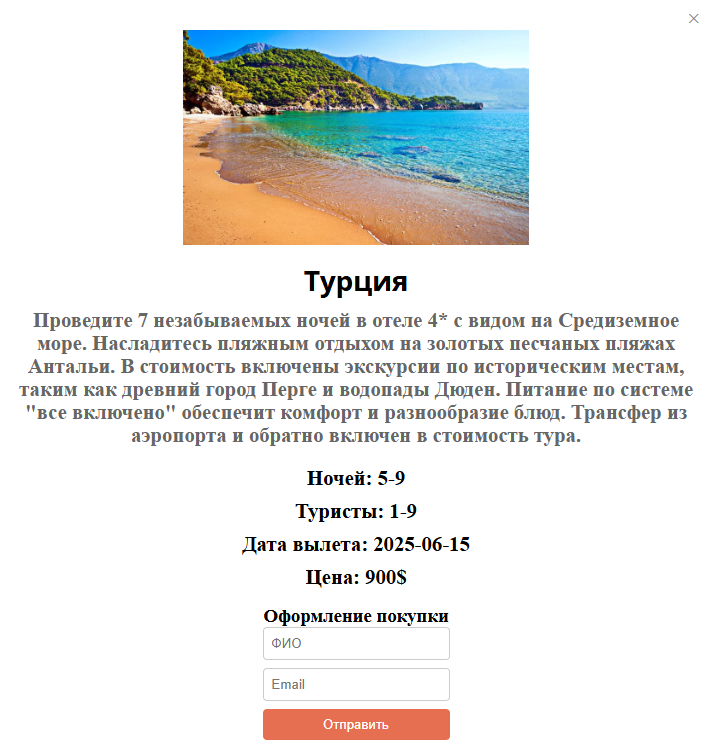 Турция
Проведите 7 незабываемых ночей в отеле 4* с видом на Средиземное
море. Насладитесь пляжным отдыхом на золотых песчаных пляжах
Антальи. В стоимость включены экскурсии по историческим местам,
таким как древний город Перге и водопады Дюден. Питание по системе
"все включено" обеспечит комфорт и разнообразие блюд. Трансфер из
аэропорта и обратно включен в стоимость тура.
Ночей: 5-9
Туристы: 1-9
Дата вылета: 2025-06-15
Цена: 900$
Оформление покупки
ФИО
Email
Отправить